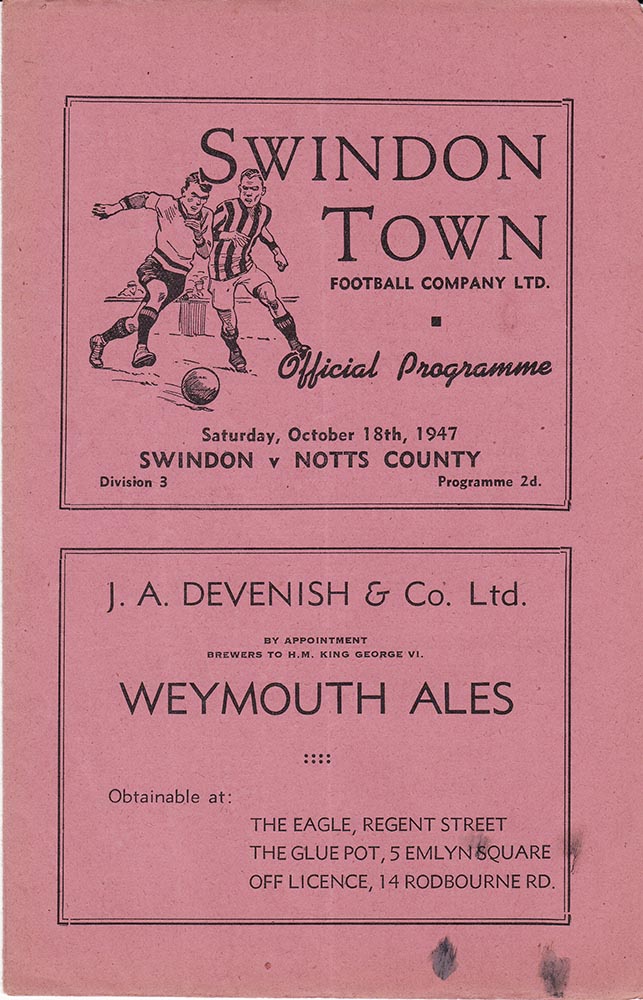 SWINDON
TOWN
FOOTBALL COMPANY LTD.
Official Programme
Saturday, October 18th, 1947
SWINDON v NOTTS COUNTY
Division 3 Programme 2d.
J. A. DEVENISH & Co. Ltd.
BY APPOINTMENT
BREWERS TO H.M. KING GEORGE VI.
WEYMOUTH ALES
Obtainable at:
THE EAGLE, REGENT STREET
THE GLUE POT, 5 EMLYN SQUARE
OFF LICENCE, 14 RODBOURNE RD.